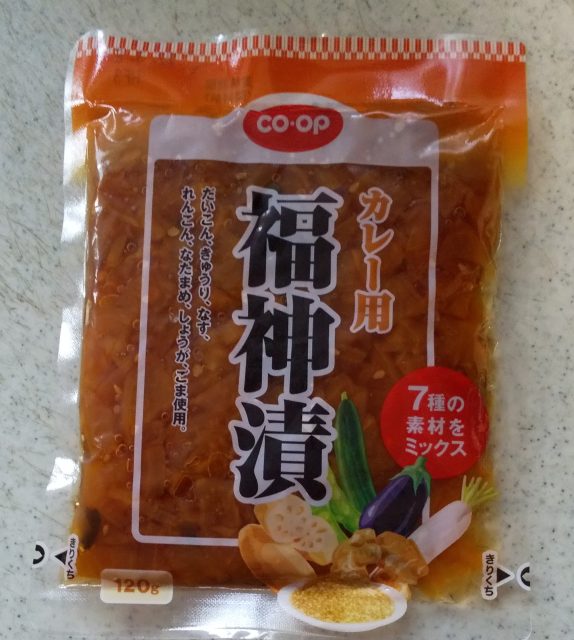 CO·OP
カレー用
福神漬
だいこん、きゅうり、なす、
れんこん、なたまめ、しょうが、ごま使用。
7種の
素材を
ミックス
きりくち
きりくち
120g